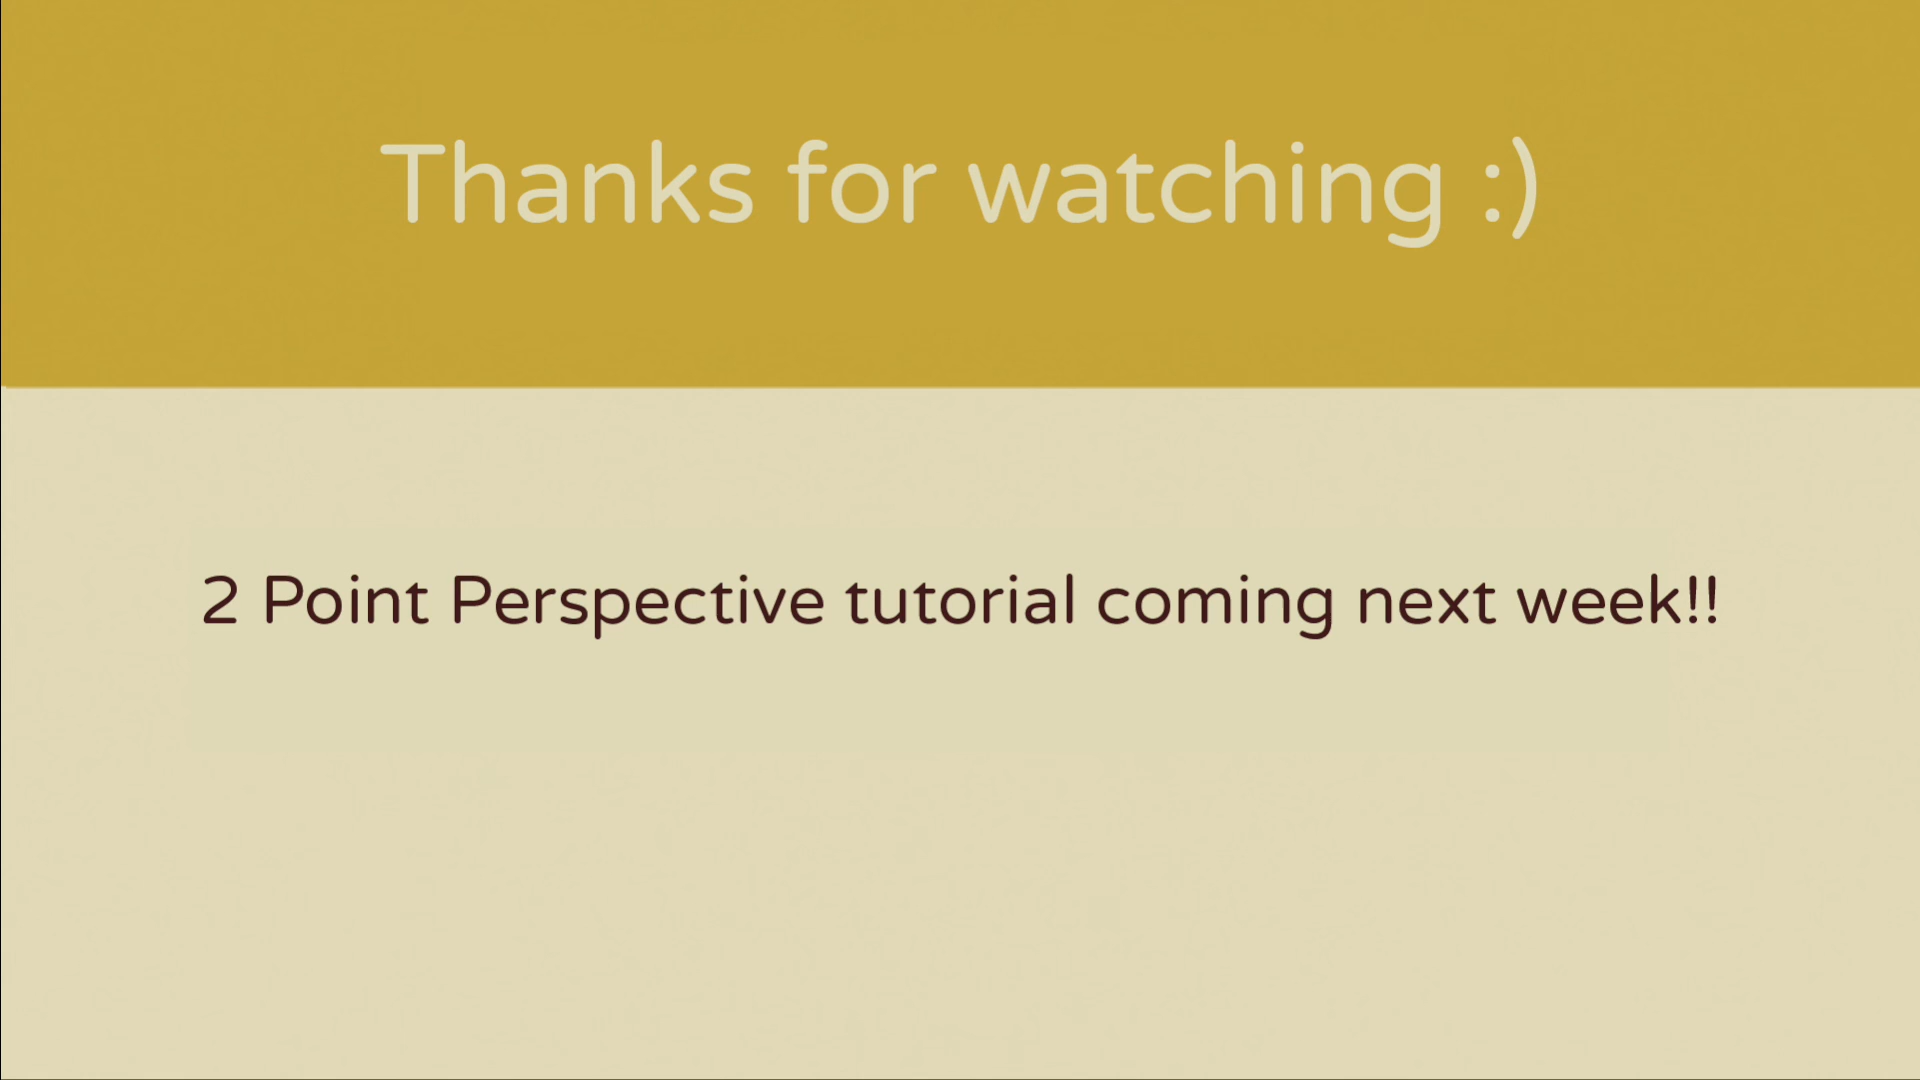 Thanks for watching :)
2 Point Perspective tutorial coming next week!!